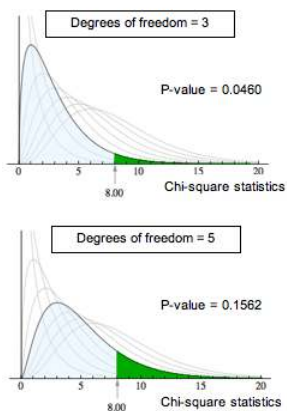 Degrees of freedom = 3
P-value = 0.0460
0 5 10 15 20
8.00
Chi-square statistics
Degrees of freedom = 5
P-value = 0.1562
0 5 10 15 20
8.00
Chi-square statistics